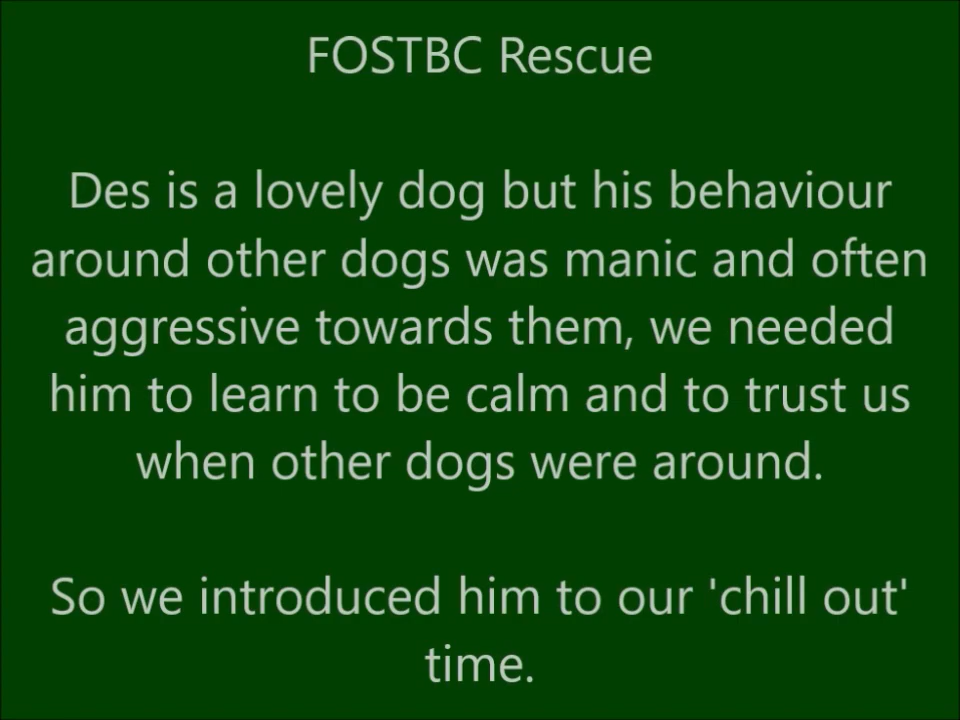 FOSTBC Rescue
Des is a lovely dog but his behaviour
around other dogs was manic and often
aggressive towards them, we needed
him to learn to be calm and to trust us
when other dogs were around.
So we introduced him to our 'chill out'
time.